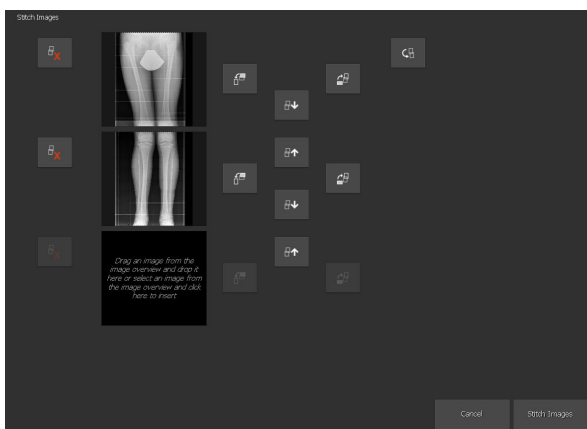 Stitch Images
Drag an image from the
image overview and drop it
here or select an image from
the image overview and click
here to insert
Cancel
Stitch Images